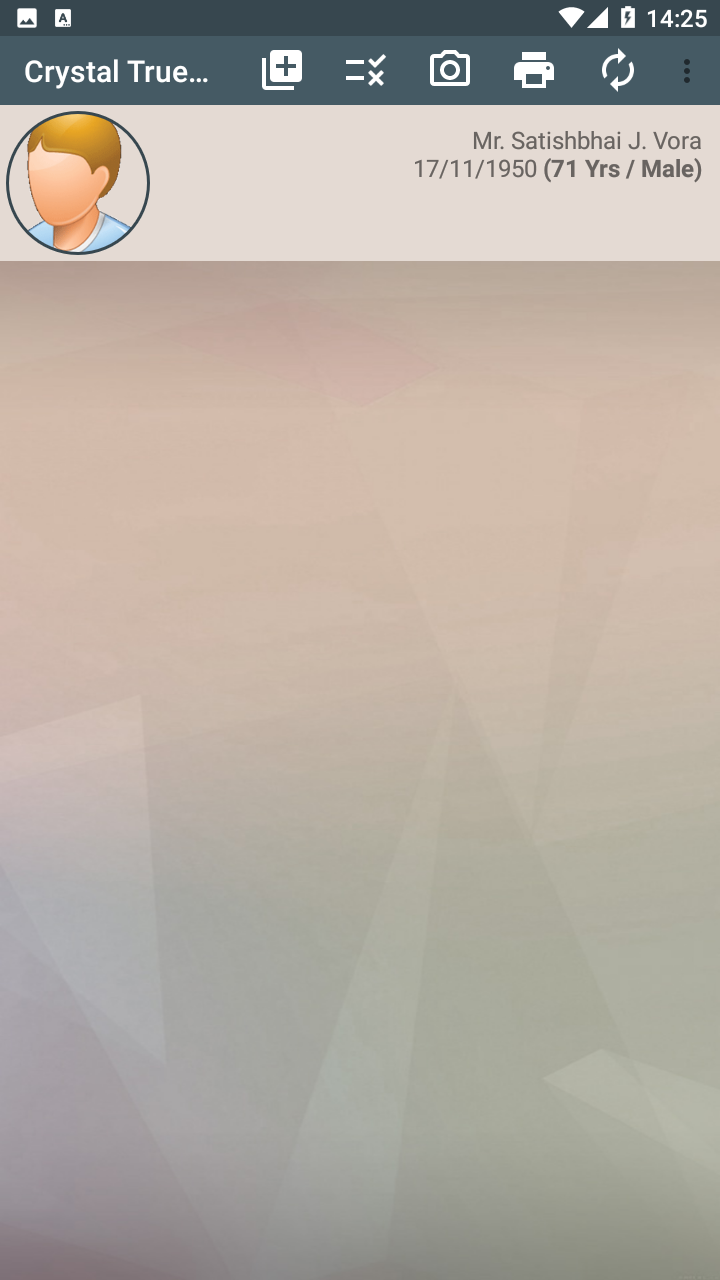 14:25
Crystal True...
Mr. Satishbhai J. Vora
17/11/1950 (71 Yrs / Male)